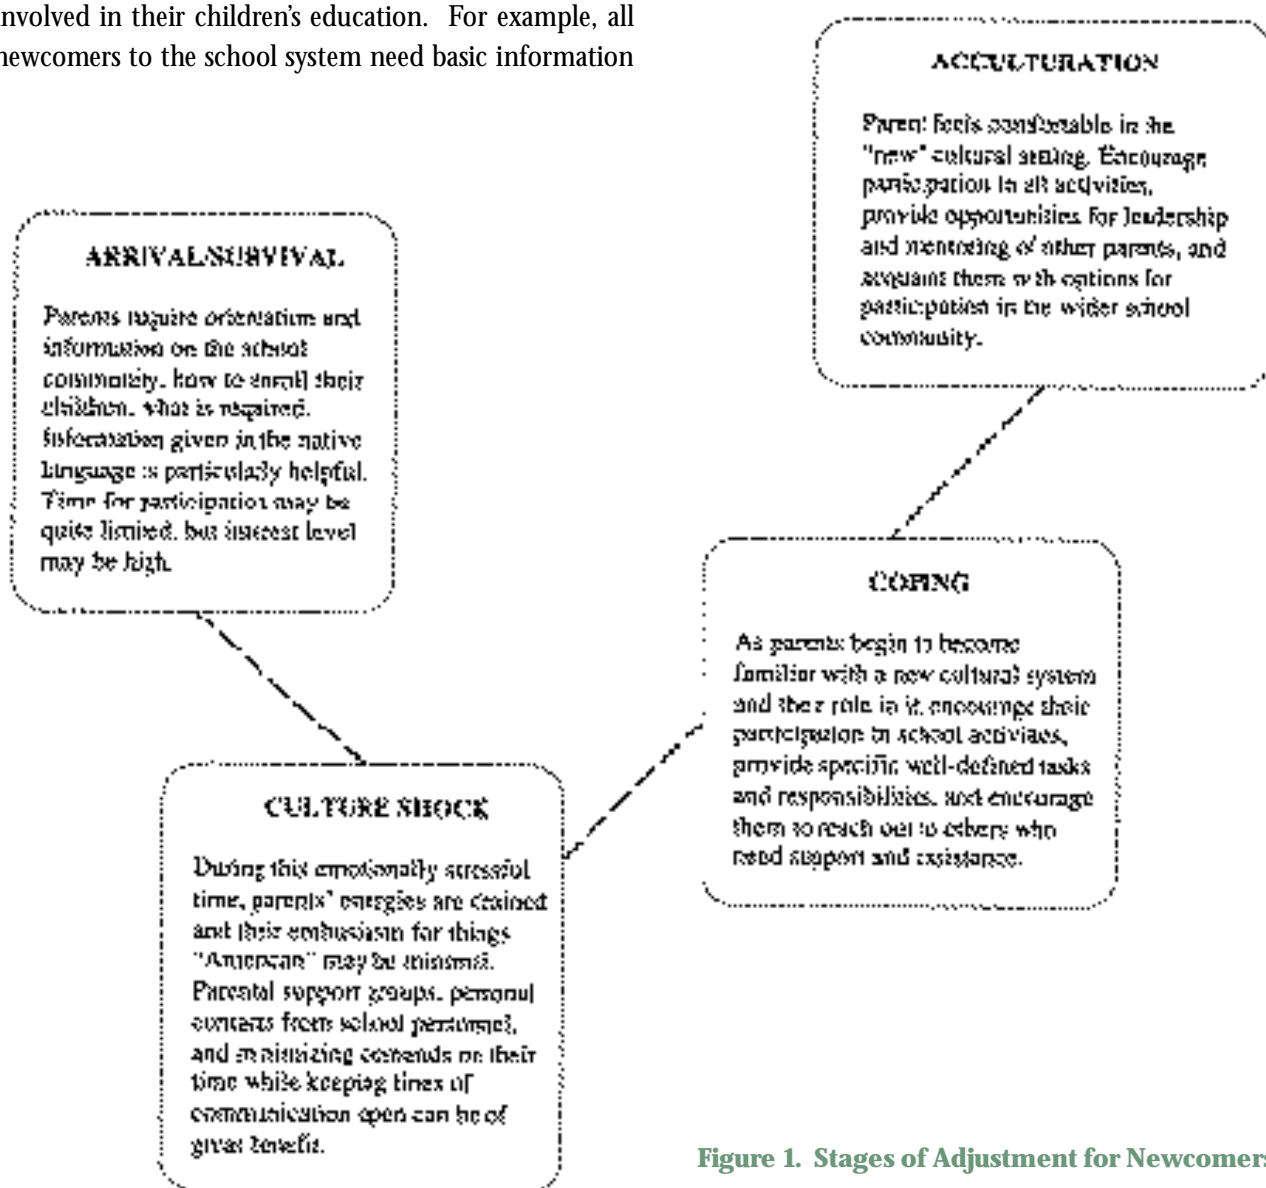 nvolved in their children's education.  For example, all
newcomers to the school system need basic information
ARRIVAL/SURVIVAL
Parents require orientation and
information on the school
community, how to enroll their
children, what is required.
Information given in the native
language is particularly helpful.
Time for participation may be
quite limited, but interest level
may be high.
CULTURE SHOCK
During this emotionally stressful
time, parents' energies are drained
and their enthusiasm for things
"American" may be minimal.
Parental support groups, personal
contacts from school personnel,
and minimizing demands on their
time while keeping lines of
communication open can be of
great benefit.
COPING
As parents begin to become
familiar with a new cultural system
and their role in it, encourage their
participation in school activities,
provide specific well-defined tasks
and responsibilities, and encourage
them to reach out to others who
need support and assistance.
ACCULTURATION
Parent feels comfortable in the
"new" cultural setting. Encourage
participation in all activities,
provide opportunities for leadership
and mentoring of other parents, and
acquaint them with options for
participation in the wider school
community.
Figure 1.  Stages of Adjustment for Newcomers